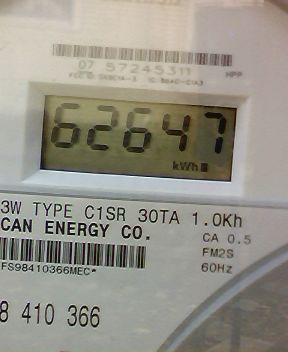 07 57245311
HPP
62647
kWh
3W TYPE C1SR 30TA 1.0Kh
CAN ENERGY CO.
CA 0.5
FM2S
60Hz
FS98410366MEC*
8 410 366